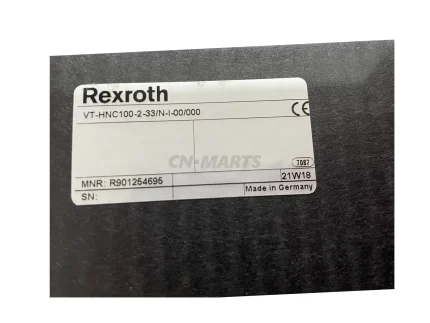 Rexroth
VT-HNC100-2-33/N-I-00/000
CE
CN-MARTS
7087
MNR: R901254695
21W18
SN:
Made in Germany